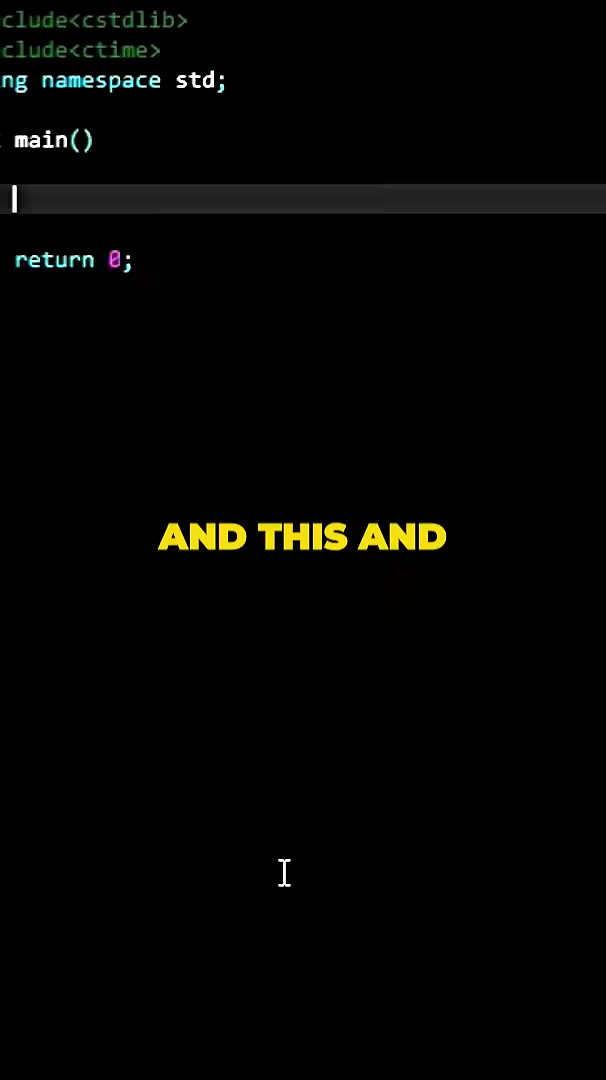 clude<cstdlib>
clude<ctime>
ng namespace std;
main()
return 0;
AND THIS AND